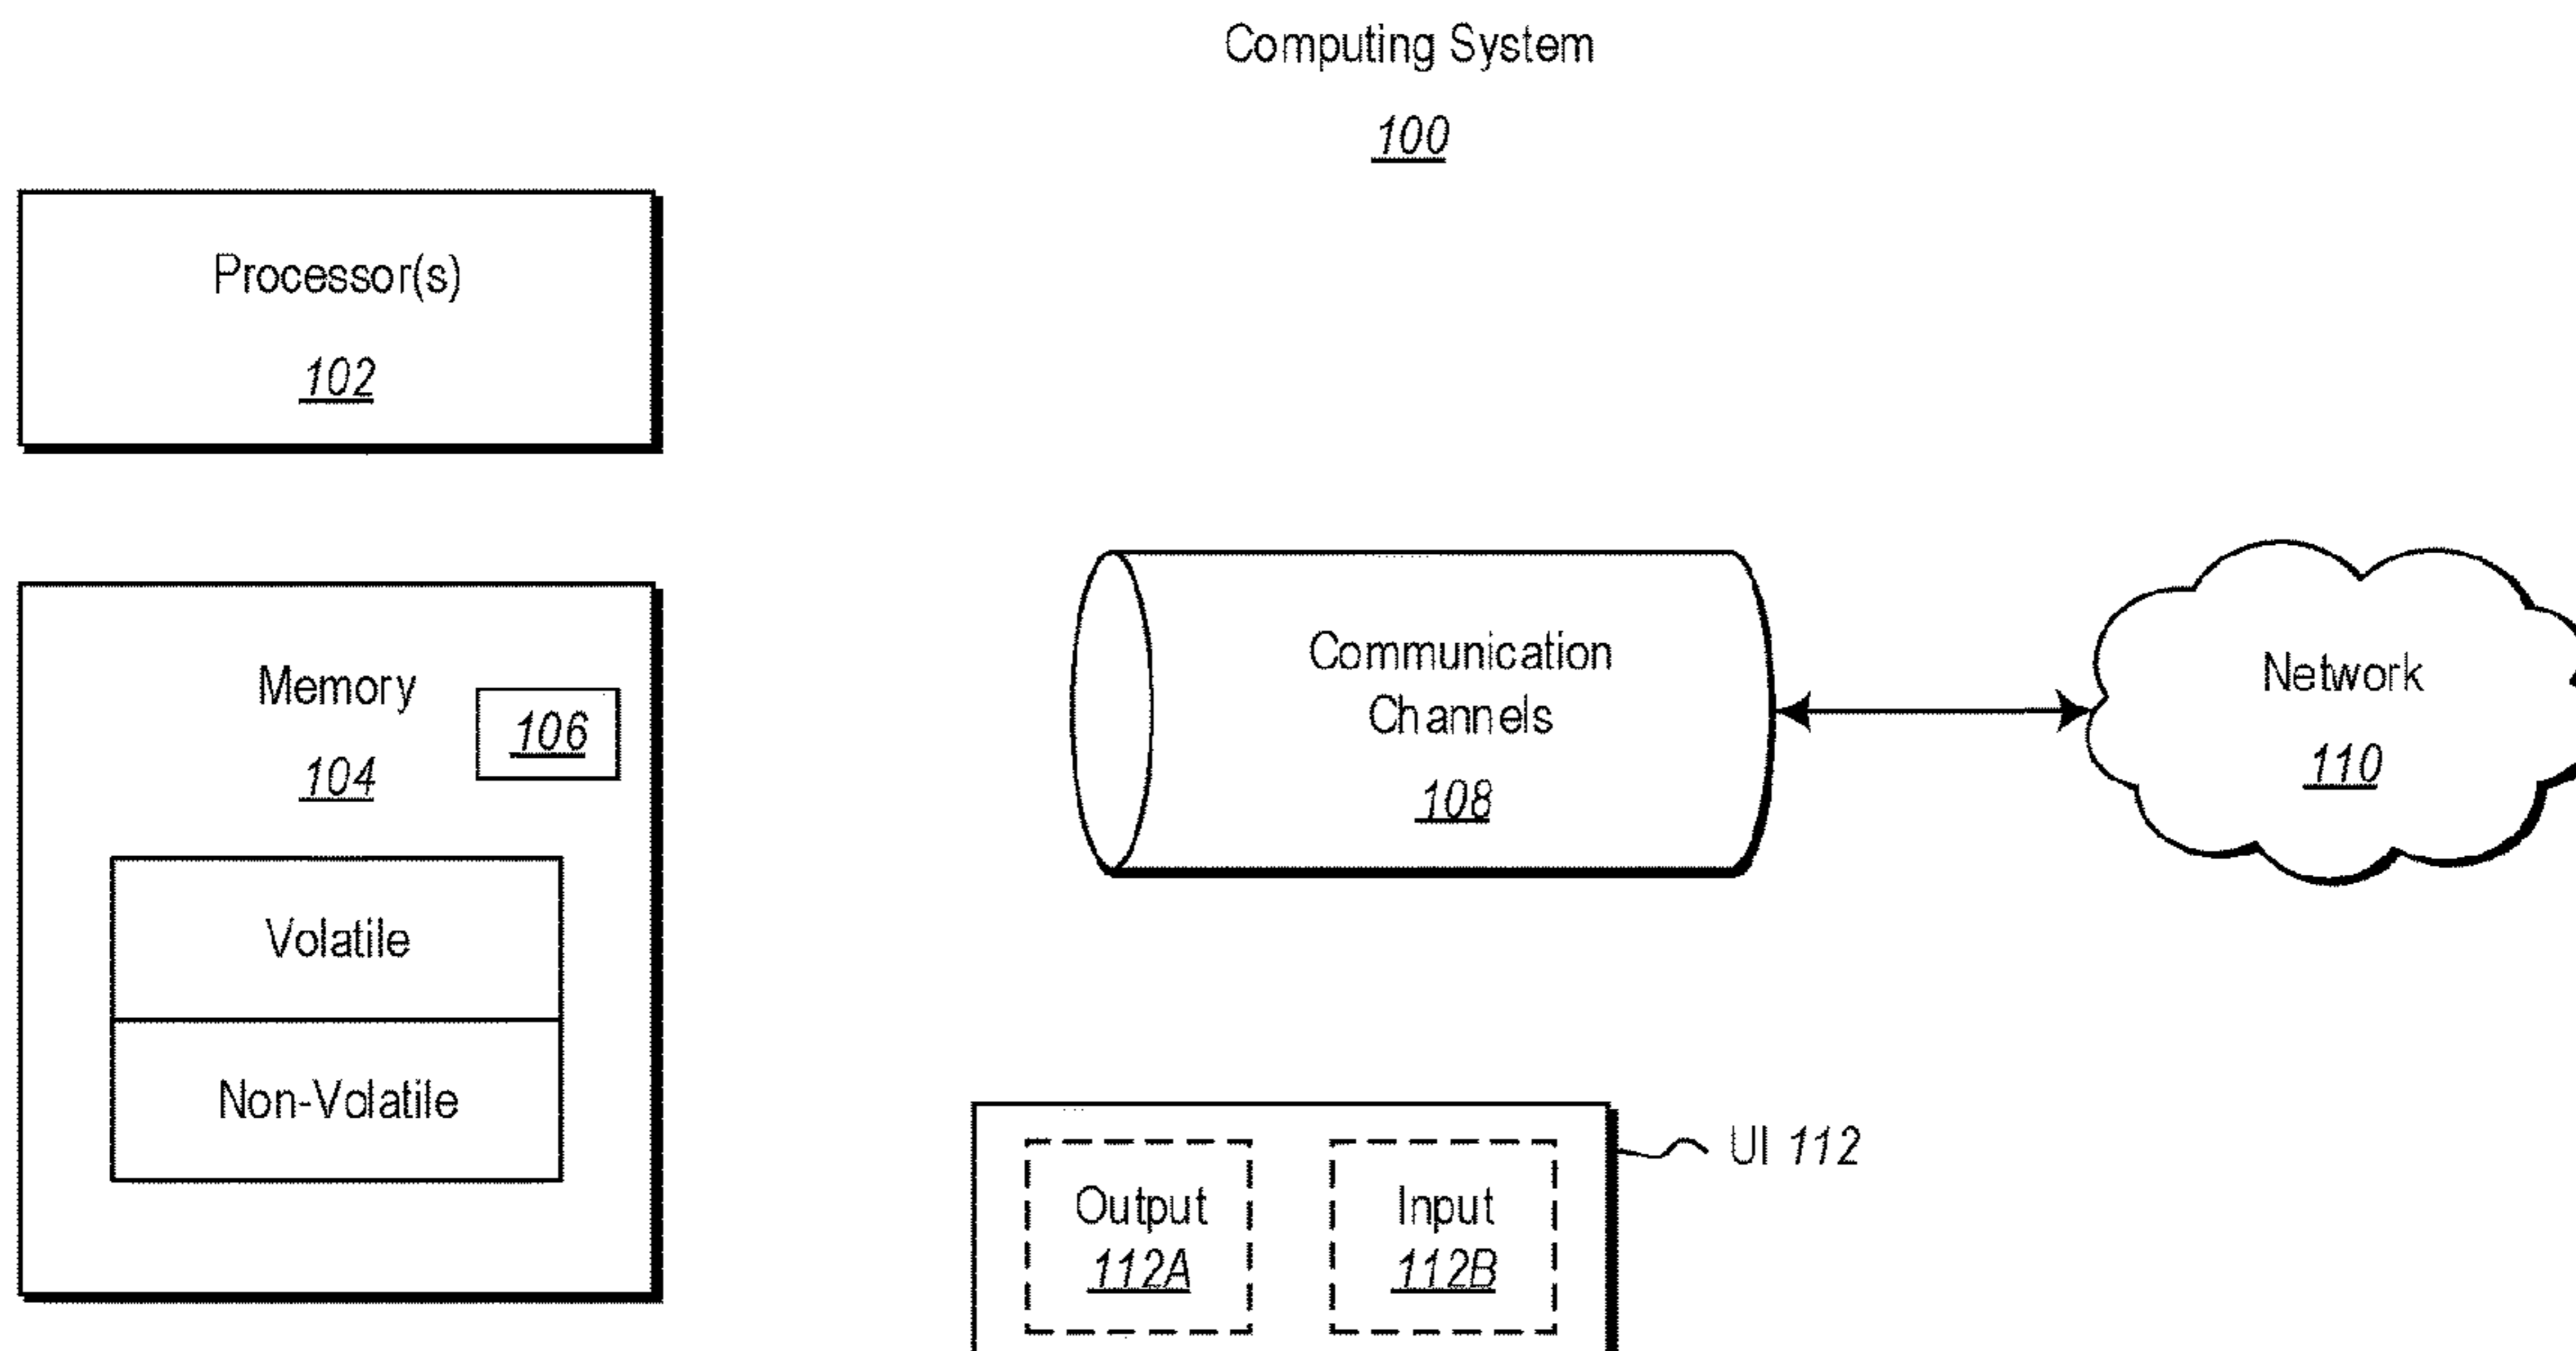 Computing System
100
Processor(s)
102
Memory
104
106
Volatile
Non-Volatile
Communication
Channels
108
Network
110
UI 112
Output
112A
Input
112B